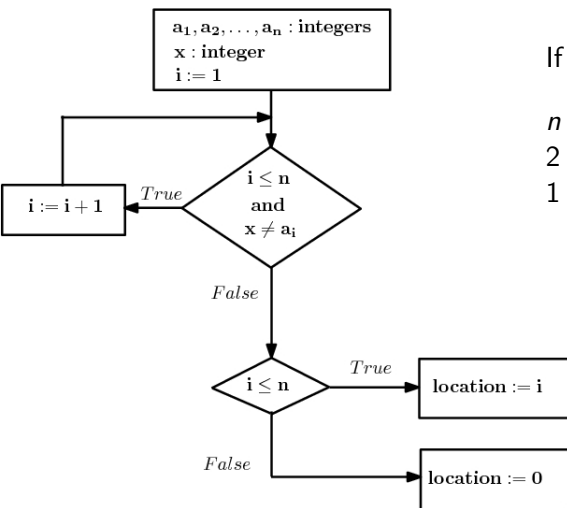 a₁, a₂, . . . , aₙ : integers
x : integer
i := 1
If
n
2
1
True
i := i + 1
i ≤ n
and
x ≠ aᵢ
False
i ≤ n
True
location := i
False
location := 0